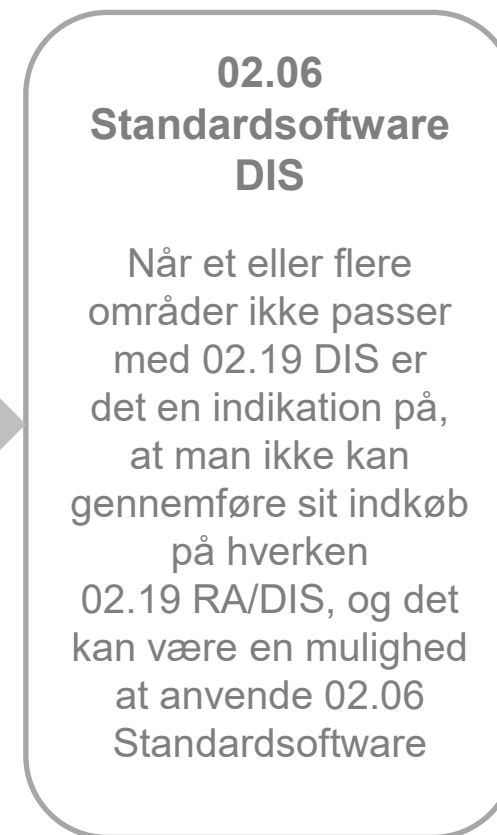 02.06
Standardsoftware
DIS
Når et eller flere
områder ikke passer
med 02.19 DIS er
det en indikation på,
at man ikke kan
gennemføre sit indkøb
på hverken
02.19 RA/DIS, og det
kan være en mulighed
at anvende 02.06
Standardsoftware